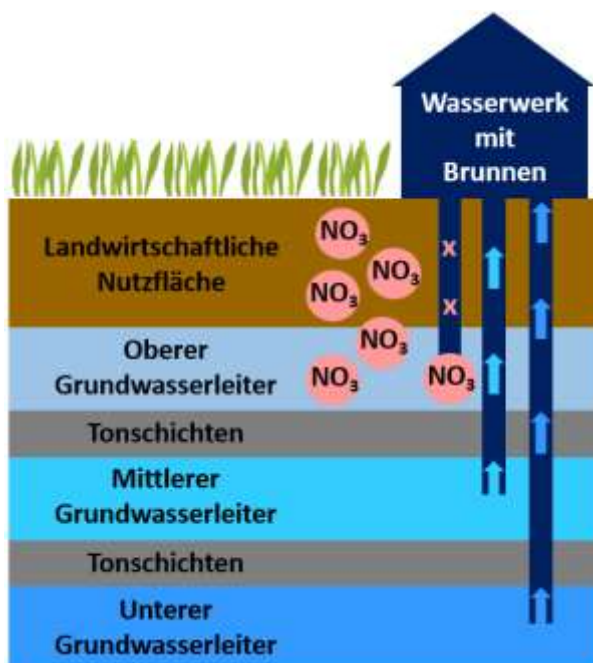 Wasserwerk
mit
Brunnen
Landwirtschaftliche
Nutzfläche
NO₃
NO₃
NO₃
x
x
Oberer
Grundwasserleiter
NO₃
NO₃
NO₃
Tonschichten
Mittlerer
Grundwasserleiter
Tonschichten
Unterer
Grundwasserleiter